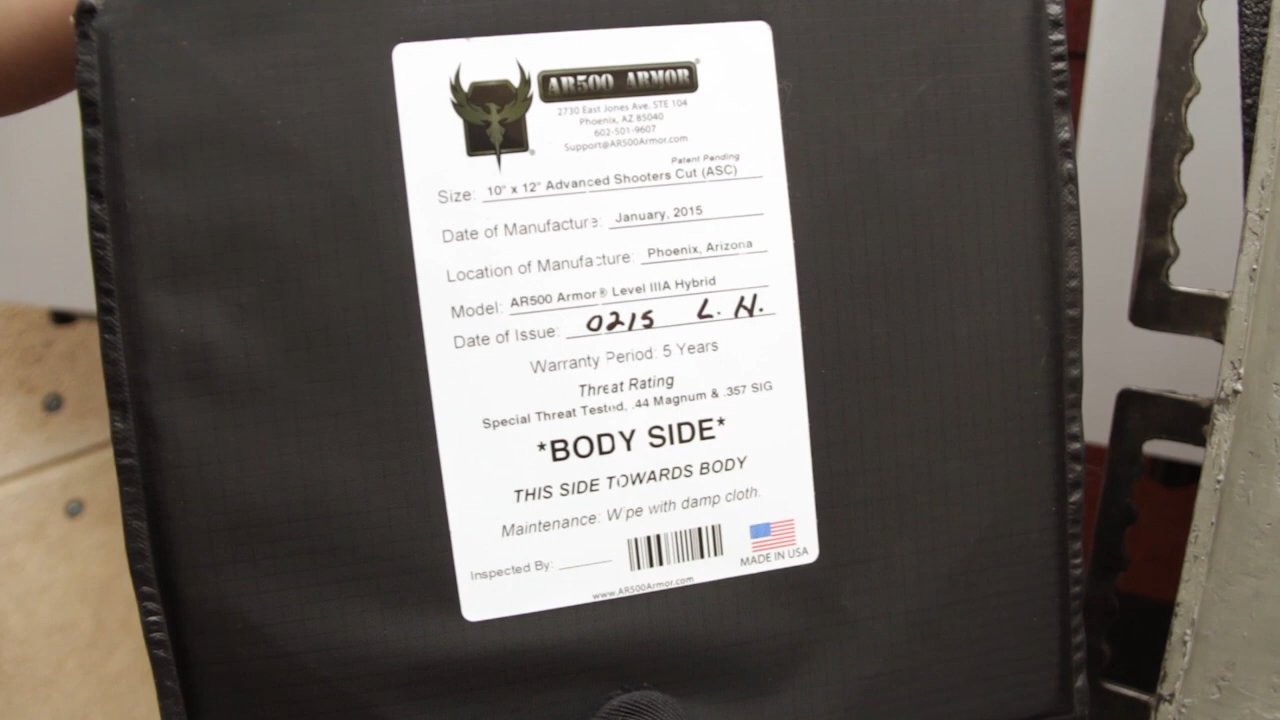 AR500 ARMOR®
2730 East Jones Ave. STE 104
Phoenix, AZ 85040
602-501-9607
Support@AR500Armor.com
Patent Pending
Size: 10" x 12" Advanced Shooters Cut (ASC)
Date of Manufacture: January, 2015
Location of Manufacture: Phoenix, Arizona
Model: AR500 Armor® Level IIIA Hybrid
Date of Issue: 0215 L. H.
Warranty Period: 5 Years
Threat Rating
Special Threat Tested, .44 Magnum & .357 SIG
*BODY SIDE*
THIS SIDE TOWARDS BODY
Maintenance: Wipe with damp cloth.
Inspected By:
MADE IN USA
www.AR500Armor.com